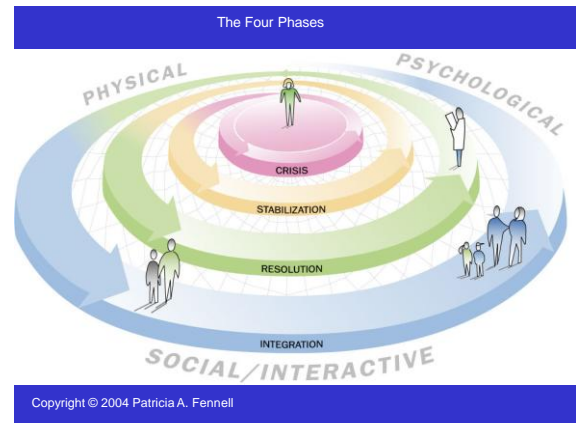 The Four Phases
PHYSICAL
PSYCHOLOGICAL
CRISIS
STABILIZATION
RESOLUTION
INTEGRATION
SOCIAL/INTERACTIVE
Copyright © 2004 Patricia A. Fennell